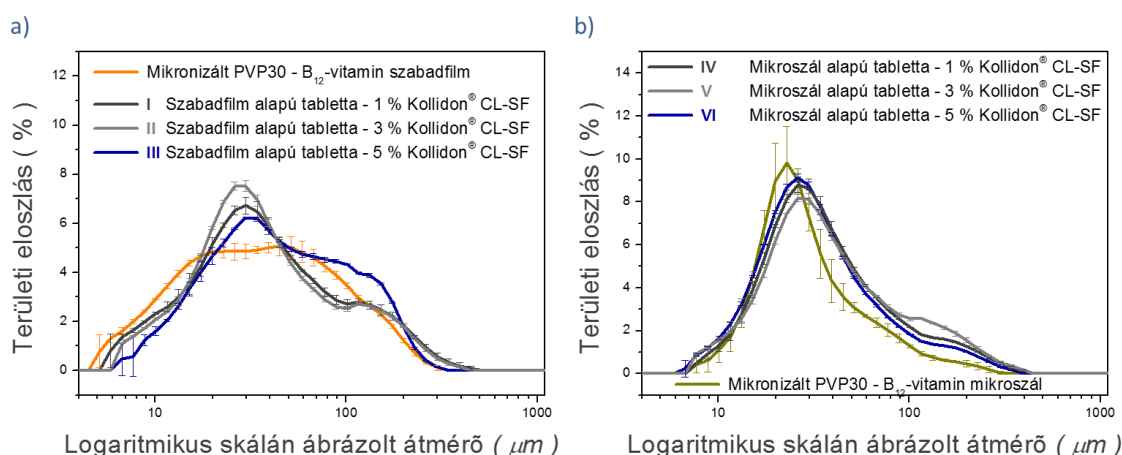 a)
13
12
10
8
6
4
2
0
Területi eloszlás ( % )
Mikronizált PVP30 - B12-vitamin szabadfilm
I Szabadfilm alapú tabletta - 1 % Kollidon® CL-SF
II Szabadfilm alapú tabletta - 3 % Kollidon® CL-SF
III Szabadfilm alapú tabletta - 5 % Kollidon® CL-SF
10 100 1000
Logaritmikus skálán ábrázolt átmérõ ( μm )
b)
14
12
10
8
6
4
2
0
Területi eloszlás ( % )
IV Mikroszál alapú tabletta - 1 % Kollidon® CL-SF
V Mikroszál alapú tabletta - 3 % Kollidon® CL-SF
VI Mikroszál alapú tabletta - 5 % Kollidon® CL-SF
Mikronizált PVP30 - B12-vitamin mikroszál
10 100 1000
Logaritmikus skálán ábrázolt átmérõ ( μm )